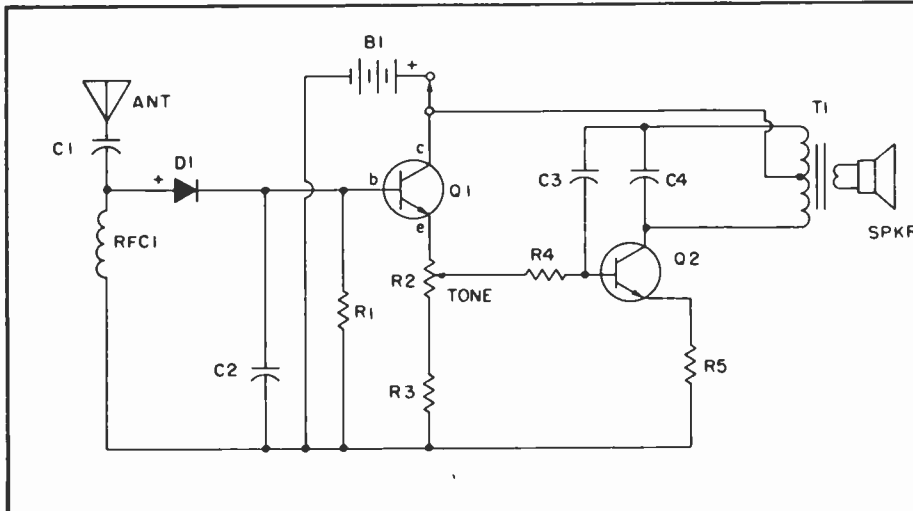 B1
+
ANT
T1
C1
D1
+
c
b
Q1
C3
C4
e
SPKR
RFC1
R4
Q2
R2
TONE
R1
C2
R5
R3